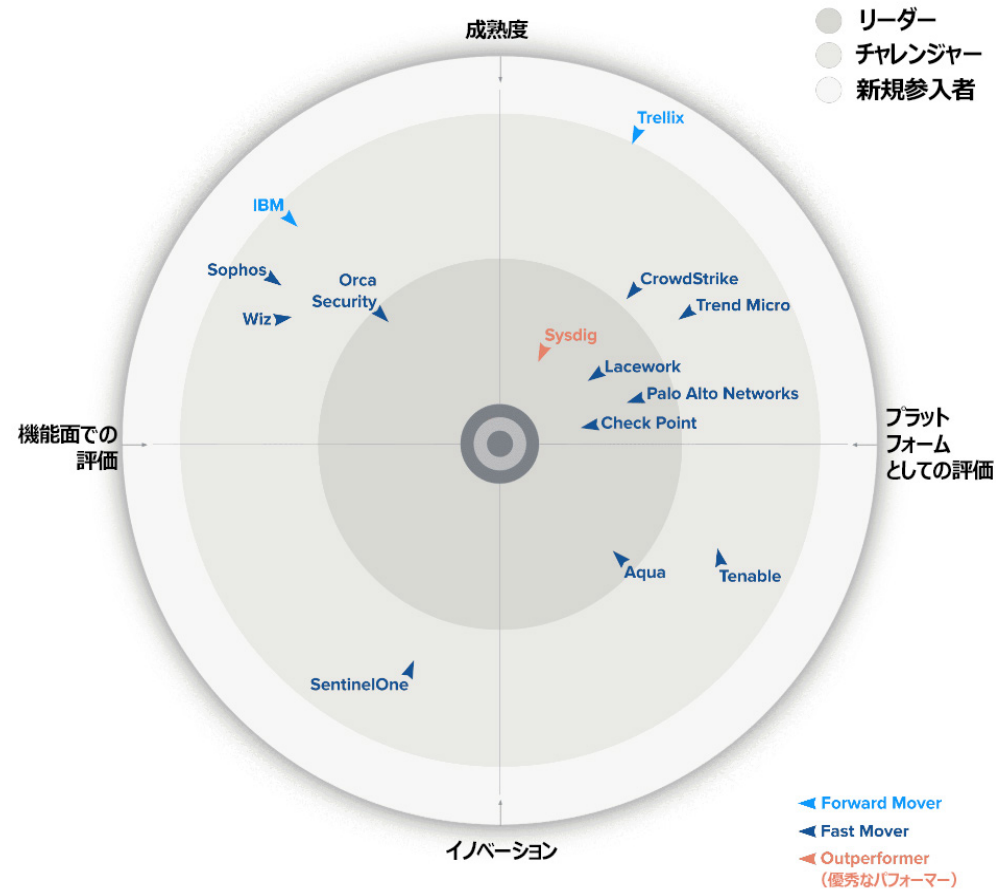 成熟度
リーダー
チャレンジャー
新規参入者
Trellix
IBM
Sophos
Orca
Security
Wiz
CrowdStrike
Trend Micro
Sysdig
Lacework
Palo Alto Networks
Check Point
機能面での
評価
プラット
フォーム
としての評価
Aqua
Tenable
SentinelOne
イノベーション
Forward Mover
Fast Mover
Outperformer
(優秀なパフォーマー)